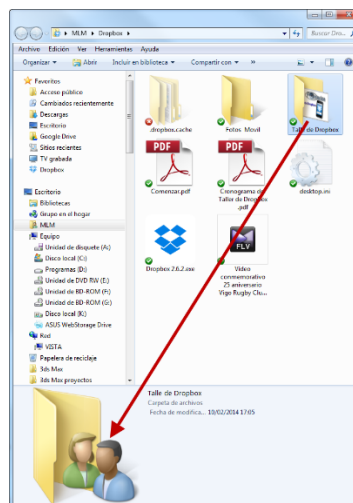 MLM ▸ Dropbox ▸
Buscar Dro...
Archivo Edición Ver Herramientas Ayuda
Organizar Abrir Incluir en biblioteca Compartir con »
Favoritos
Acceso público
Cambiados recientemente
Descargas
Escritorio
Google Drive
Sitios recientes
TV grabada
Dropbox
Escritorio
Bibliotecas
Grupo en el hogar
MLM
Equipo
Unidad de disquete (A:)
Disco local (C:)
Programas (D:)
Unidad de DVD RW (E:)
Unidad de BD-ROM (F:)
Unidad de BD-ROM (G:)
Disco local (K:)
ASUS WebStorage Drive
Red
VISTA
Papelera de reciclaje
3ds Max
3ds Max proyectos
.dropbox.cache
Fotos Movil
Talle de Dropbox
PDF
Comenzar.pdf
PDF
Cronograma de
Taller de Dropbox
.pdf
desktop.ini
Dropbox 2.6.2.exe
FLV
Video
conmemorativo
25 aniversario
Vigo Rugby Clu...
Talle de Dropbox
Carpeta de archivos
Fecha de modifica... 10/02/2014 17:05